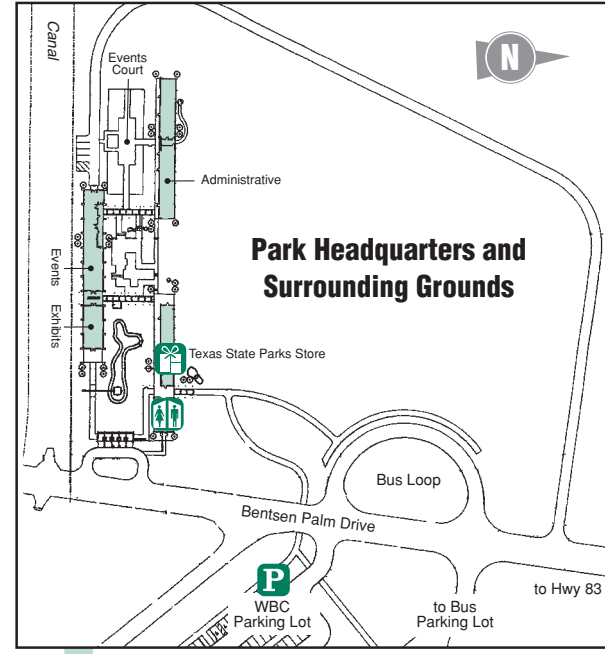 Canal
Events
Court
N
Administrative
Park Headquarters and
Surrounding Grounds
Events
Exhibits
Texas State Parks Store
Bus Loop
Bentsen Palm Drive
P
WBC
Parking Lot
to Bus
Parking Lot
to Hwy 83